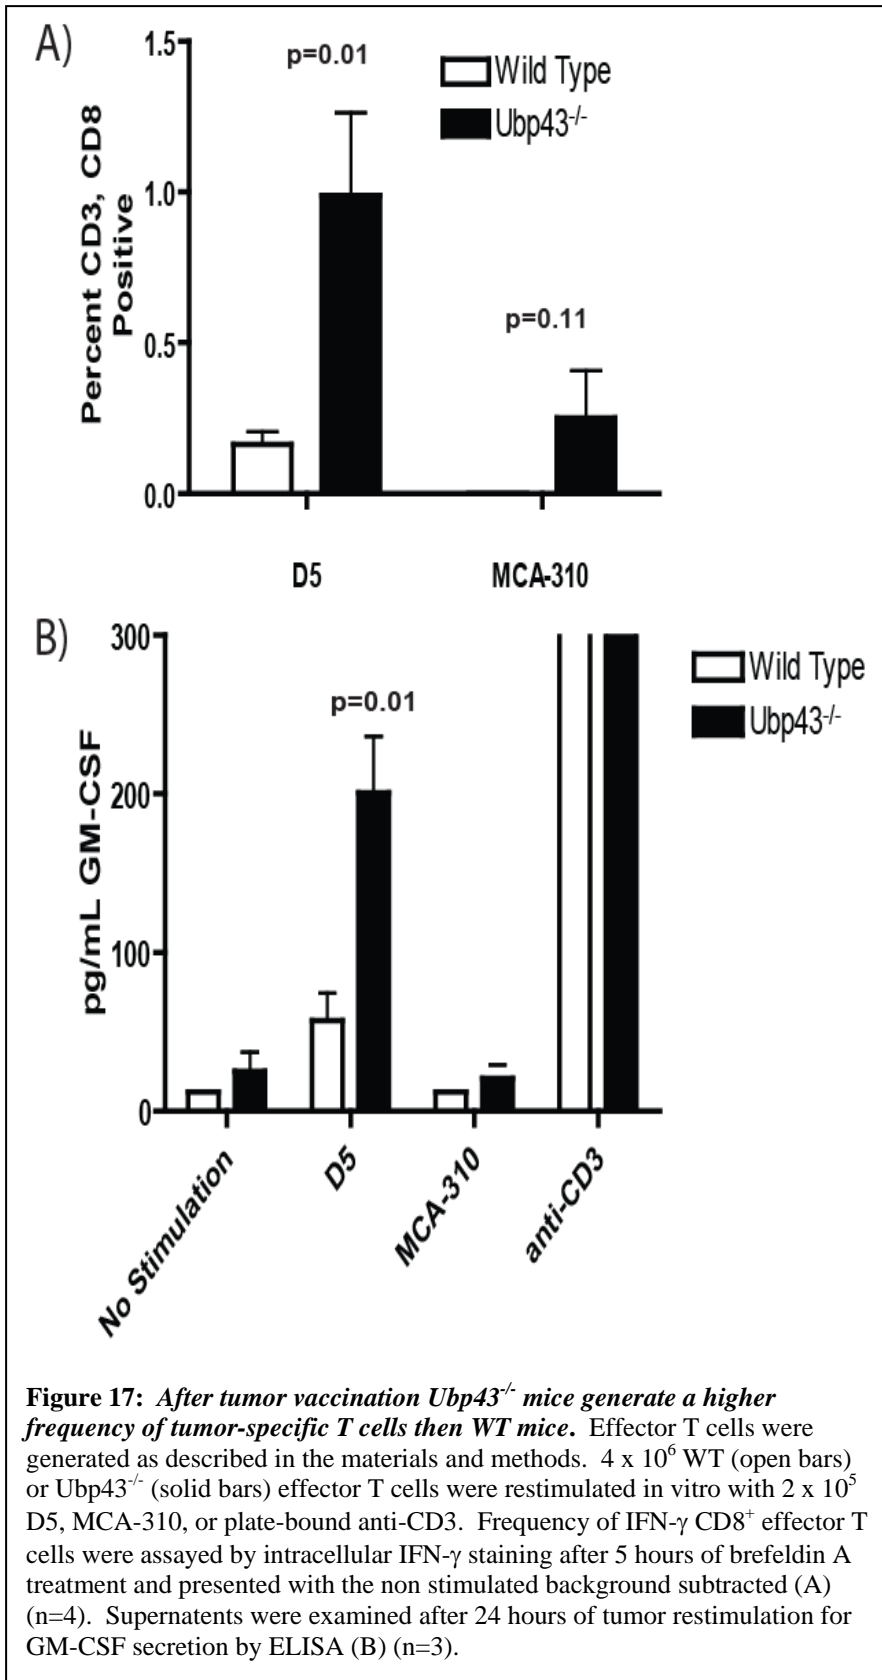 A)
1.5
p=0.01
Wild Type
Ubp43-/-
Percent CD3, CD8
Positive
1.0
p=0.11
0.5
0.0
D5
MCA-310
B)
300
Wild Type
Ubp43-/-
p=0.01
pg/mL GM-CSF
200
100
0
No Stimulation
D5
MCA-310
anti-CD3
Figure 17: After tumor vaccination Ubp43-/- mice generate a higher
frequency of tumor-specific T cells then WT mice. Effector T cells were
generated as described in the materials and methods. 4 x 10⁶ WT (open bars)
or Ubp43-/- (solid bars) effector T cells were restimulated in vitro with 2 x 10⁵
D5, MCA-310, or plate-bound anti-CD3. Frequency of IFN-γ CD8⁺ effector T
cells were assayed by intracellular IFN-γ staining after 5 hours of brefeldin A
treatment and presented with the non stimulated background subtracted (A)
(n=4). Supernatents were examined after 24 hours of tumor restimulation for
GM-CSF secretion by ELISA (B) (n=3).